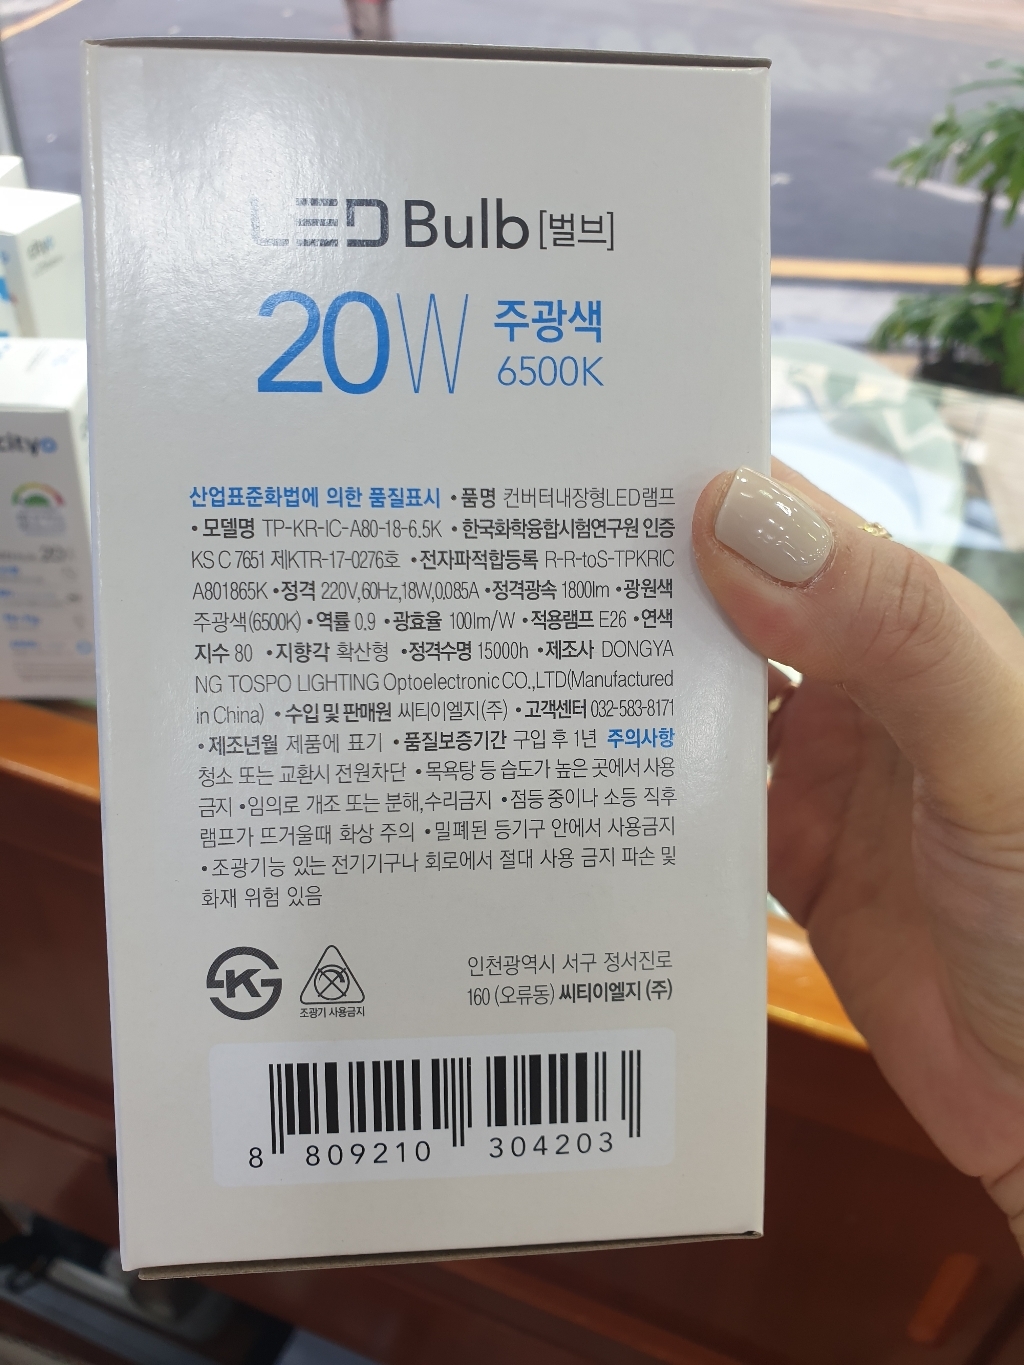 LED Bulb [벌브]
20W 주광색
6500K
산업표준화법에 의한 품질표시 •품명 컨버터내장형LED램프
•모델명 TP-KR-IC-A80-18-6.5K •한국화학융합시험연구원 인증
KS C 7651 제KTR-17-0276호 •전자파적합등록 R-R-toS-TPKRIC
A801865K •정격 220V,60Hz,18W,0.085A •정격광속 1800lm •광원색
주광색(6500K) •역률 0.9 •광효율 100lm/W •적용램프 E26 •연색
지수 80 •지향각 확산형 •정격수명 15000h •제조사 DONGYA
NG TOSPO LIGHTING Optoelectronic CO.,LTD(Manufactured
in China) •수입 및 판매원 씨티이엘지(주) •고객센터 032-583-8171
•제조년월 제품에 표기 •품질보증기간 구입 후 1년 주의사항
청소 또는 교환시 전원차단 •목욕탕 등 습도가 높은 곳에서 사용
금지 •임의로 개조 또는 분해,수리금지 •점등 중이나 소등 직후
램프가 뜨거울때 화상 주의 •밀폐된 등기구 안에서 사용금지
•조광기능 있는 전기기구나 회로에서 절대 사용 금지 파손 및
화재 위험 있음
K
조광기 사용금지
인천광역시 서구 정서진로
160 (오류동) 씨티이엘지 (주)
8 809210 304203
city
20